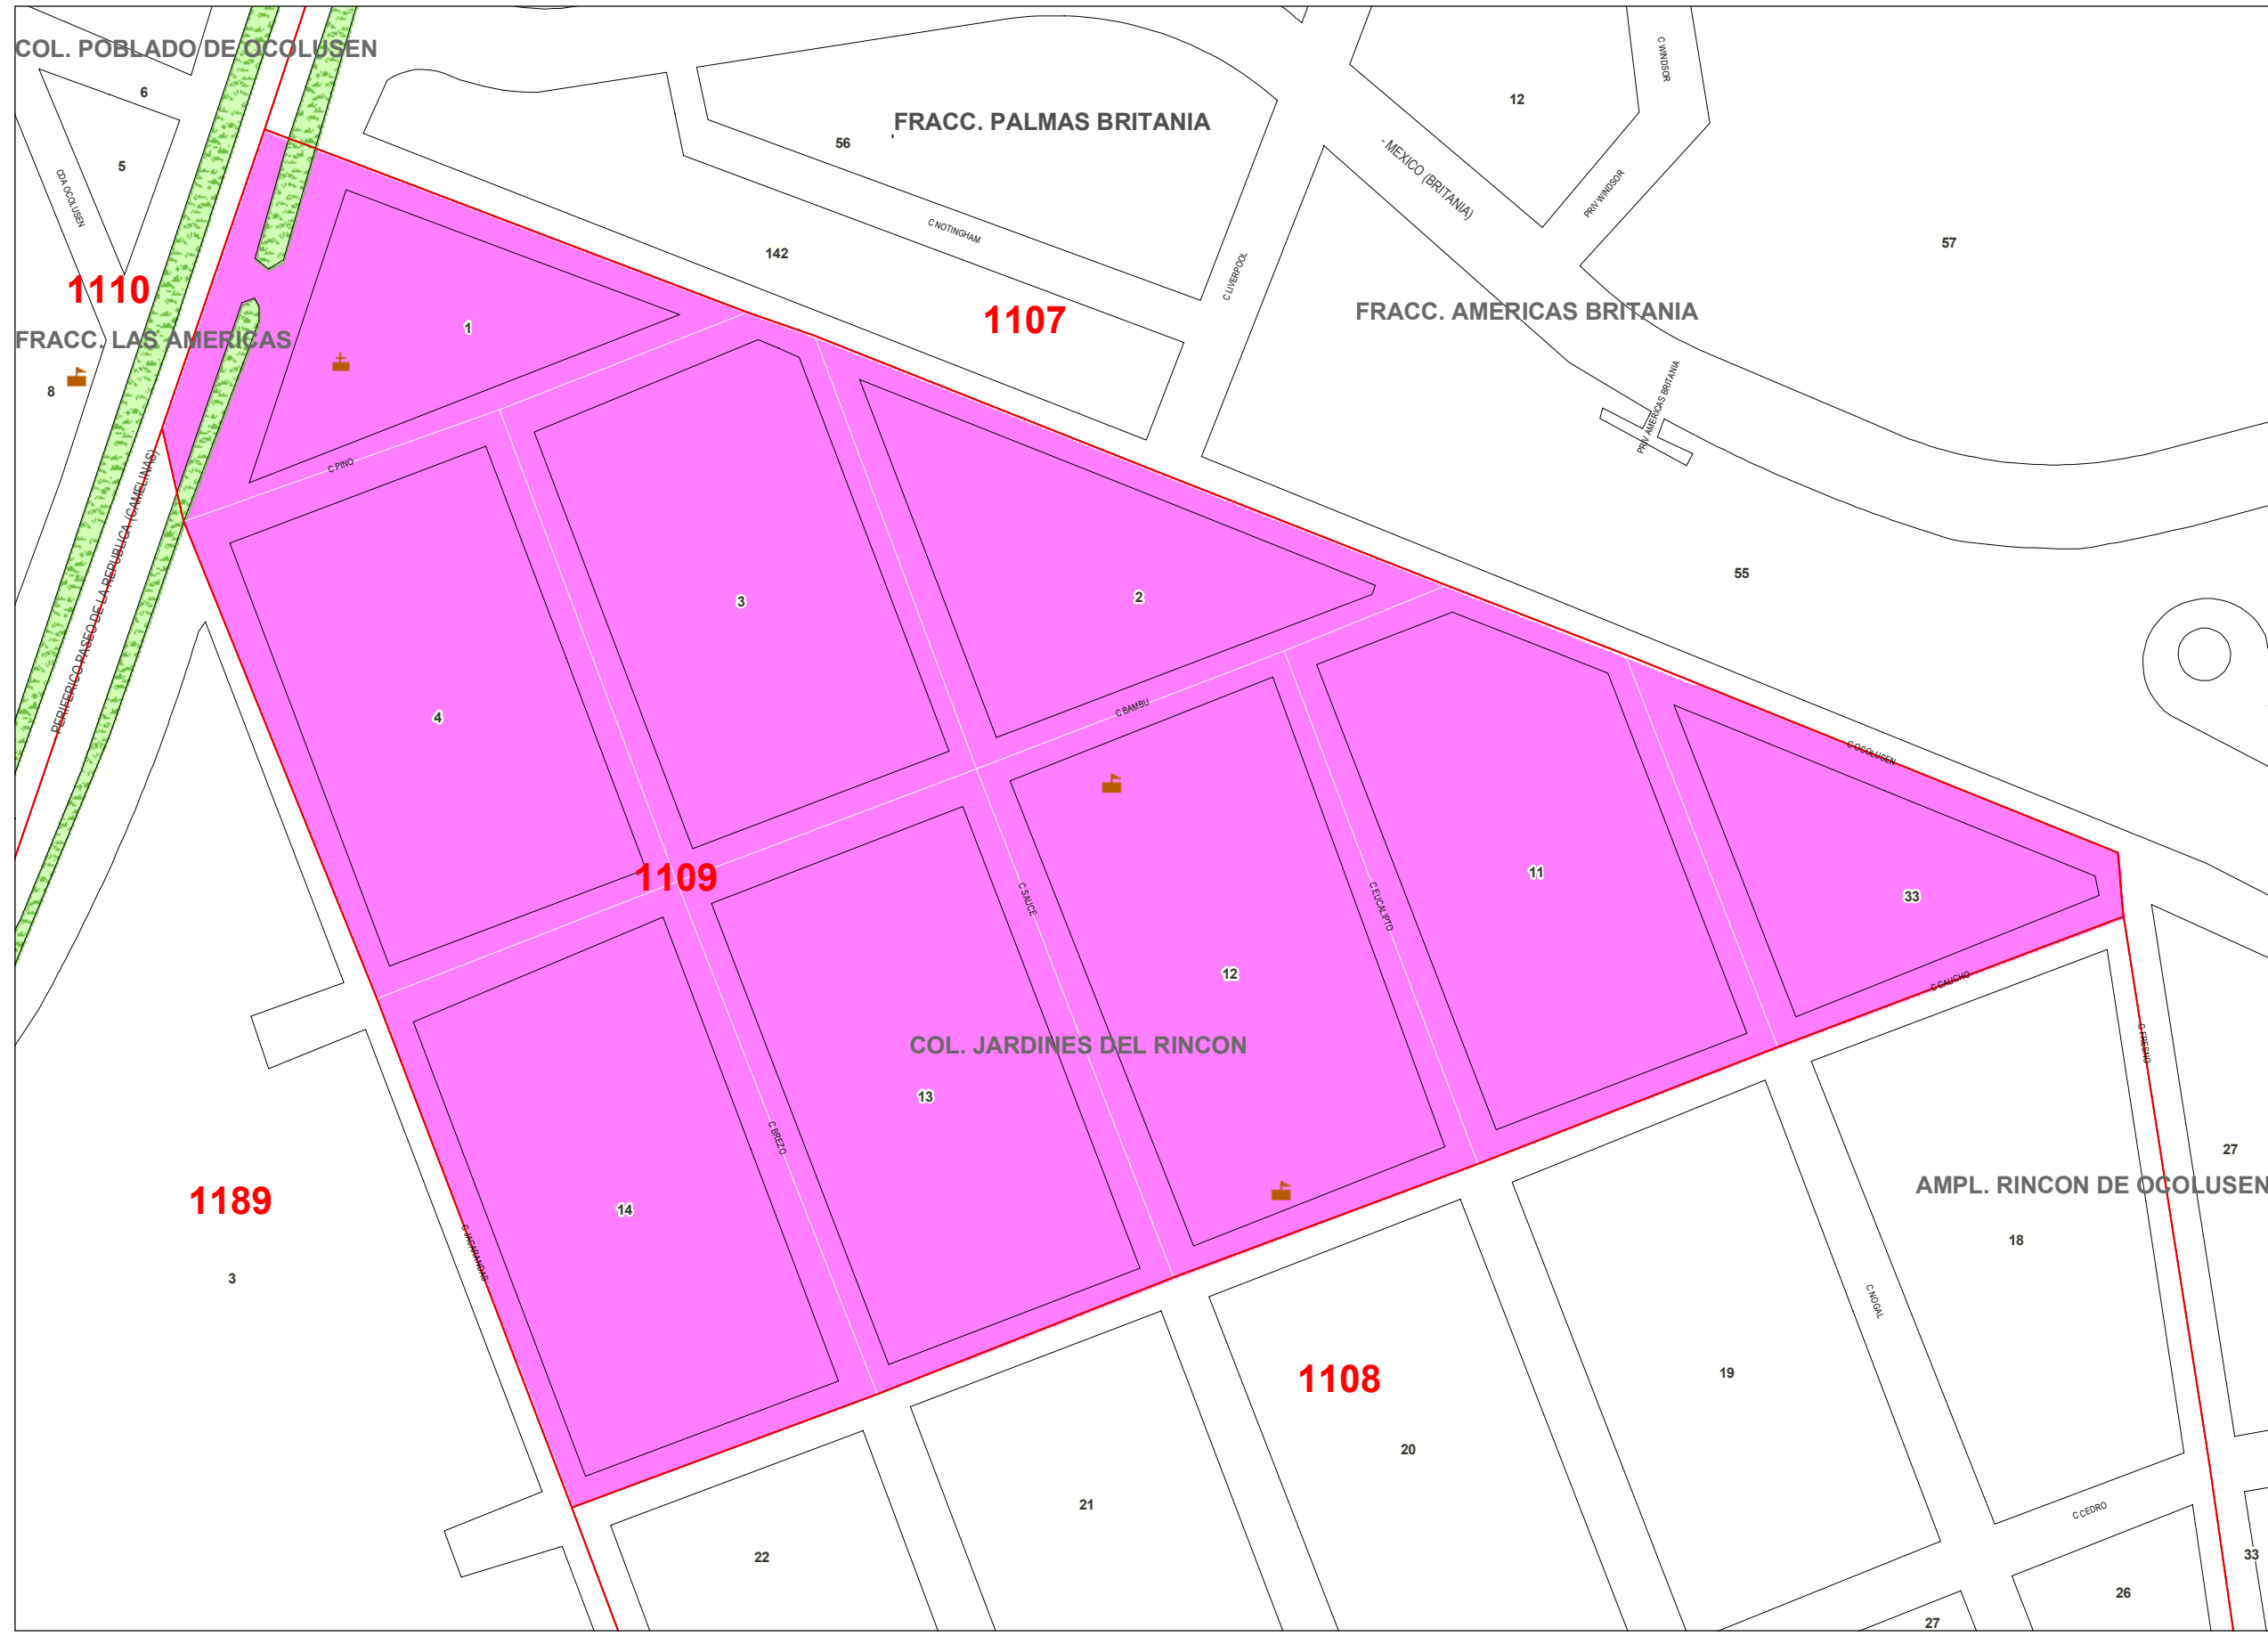 COL. POBLADO DE OCOLUSEN
C WINDSOR
6
12
FRACC. PALMAS BRITANIA
56
5
- MEXICO (BRITANIA)
CDA OCOLUSEN
PRIV WINDSOR
C NOTINGHAM
57
142
C LIVERPOOL
1110
1107
FRACC. AMERICAS BRITANIA
1
FRACC. LAS AMERICAS
8
PRIV AMERICAS BRITANIA
C PINO
PERIFERICO PASEO DE LA REPUBLICA (CAMELINAS)
55
3
2
4
C BAMBU
C OCOLUSEN
1109
11
C SAUCE
C EUCALIPTO
33
12
C CAUCHO
COL. JARDINES DEL RINCON
C FRESNO
13
C BREZO
27
AMPL. RINCON DE OCOLUSEN
1189
14
18
C JACARANDAS
3
C NOGAL
1108
19
20
21
C CEDRO
22
33
26
27